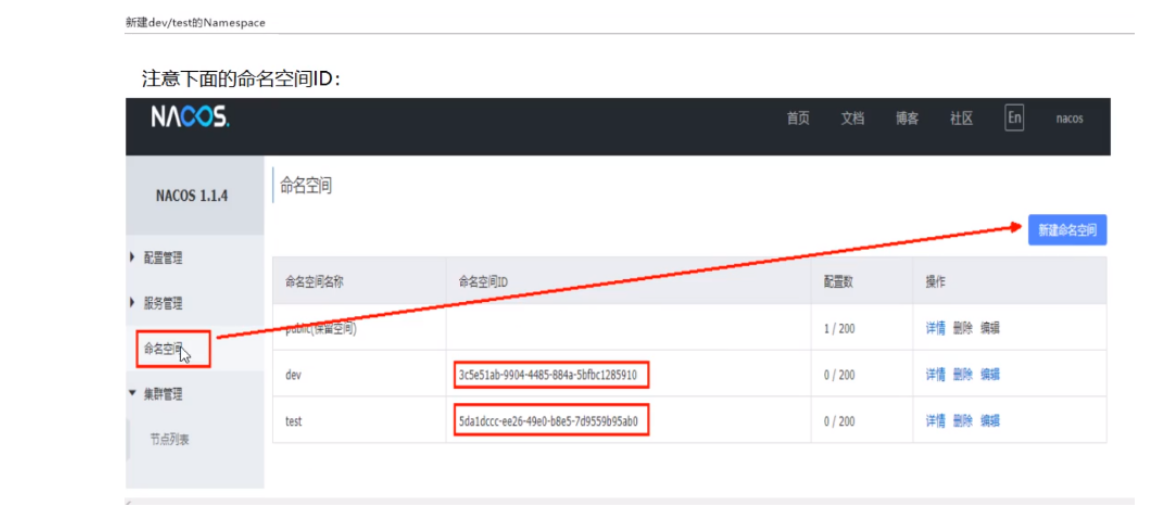 新建dev/test的Namespace
注意下面的命名空间ID：
NACOS.
首页 文档 博客 社区 En nacos
NACOS 1.1.4
命名空间
新建命名空间
配置管理
服务管理
命名空间
集群管理
节点列表
命名空间名称 命名空间ID 配置数 操作
public(保留空间) 1 / 200 详情 删除 编辑
dev 3c5e51ab-9904-4485-884a-5bfbc1285910 0 / 200 详情 删除 编辑
test 5da1dccc-ee26-49e0-b8e5-7d9559b95ab0 0 / 200 详情 删除 编辑